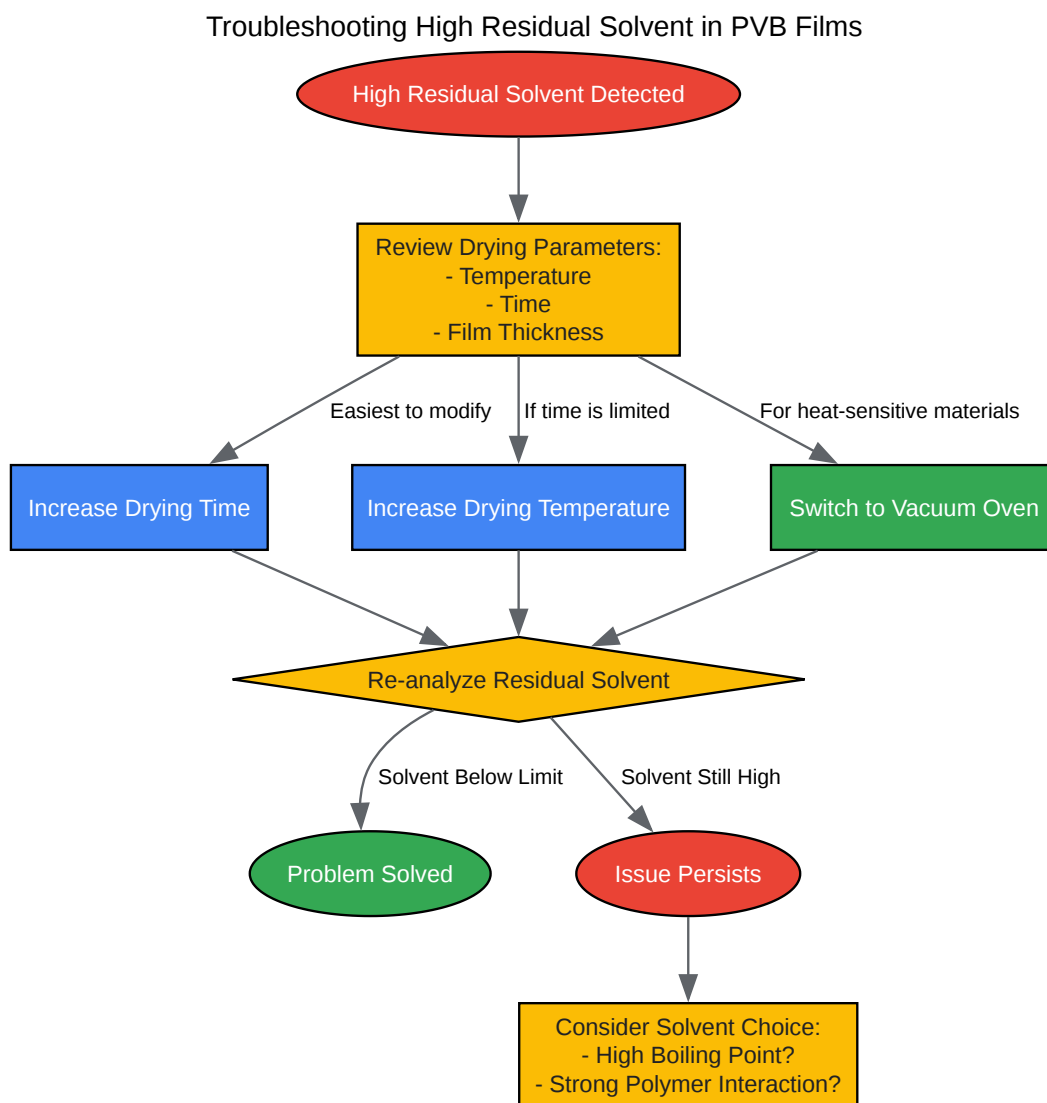 Troubleshooting High Residual Solvent in PVB Films
High Residual Solvent Detected
Review Drying Parameters:
- Temperature
- Time
- Film Thickness
Easiest to modify
If time is limited
For heat-sensitive materials
Increase Drying Time
Increase Drying Temperature
Switch to Vacuum Oven
Re-analyze Residual Solvent
Solvent Below Limit
Solvent Still High
Problem Solved
Issue Persists
Consider Solvent Choice:
- High Boiling Point?
- Strong Polymer Interaction?